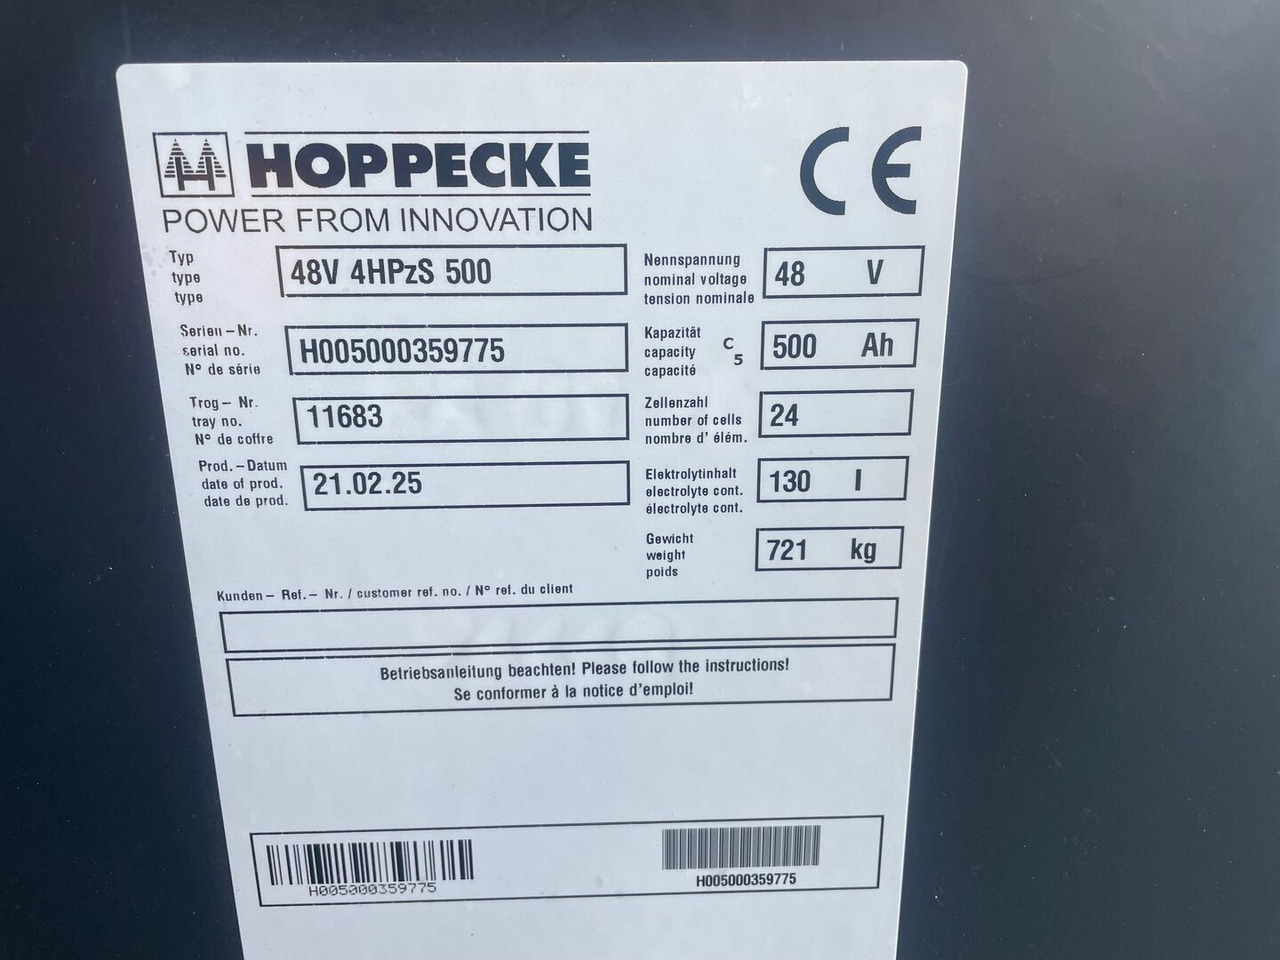 HOPPECKE
POWER FROM INNOVATION
CE
Typ
type
type
48V 4HPzS 500
Serien-Nr.
serial no.
N° de série
H005000359775
Trog- Nr.
tray no.
N° de coffre
11683
Prod.-Datum
date of prod.
date de prod.
21.02.25
Nennspannung
nominal voltage
tension nominale
48 V
Kapazität
capacity
capacité
C5
500 Ah
Zellenzahl
number of cells
nombre d' élém.
24
Elektrolytinhalt
electrolyte cont.
électrolyte cont.
130 l
Gewicht
weight
poids
721 kg
Kunden- Ref.- Nr. / customer ref. no. / N° ref. du client
Betriebsanleitung beachten! Please follow the instructions!
Se conformer à la notice d'emploi!
H005000359775
H005000359775